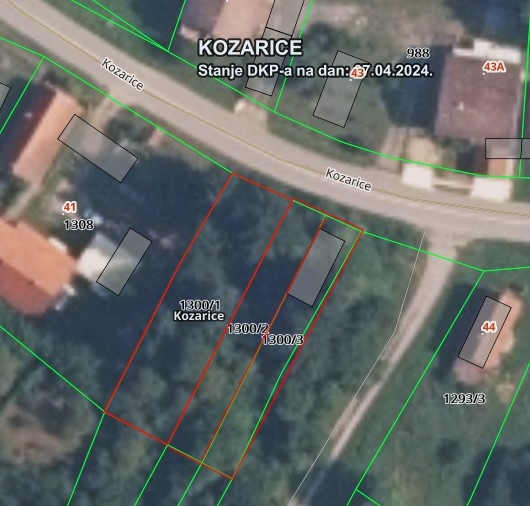 KOZARICE
Stanje DKP-a na dan: 07.04.2024.
988
43
43A
Kozarice
Kozarice
41
1308
1300/1
Kozarice
1300/2
1300/3
44
1293/3